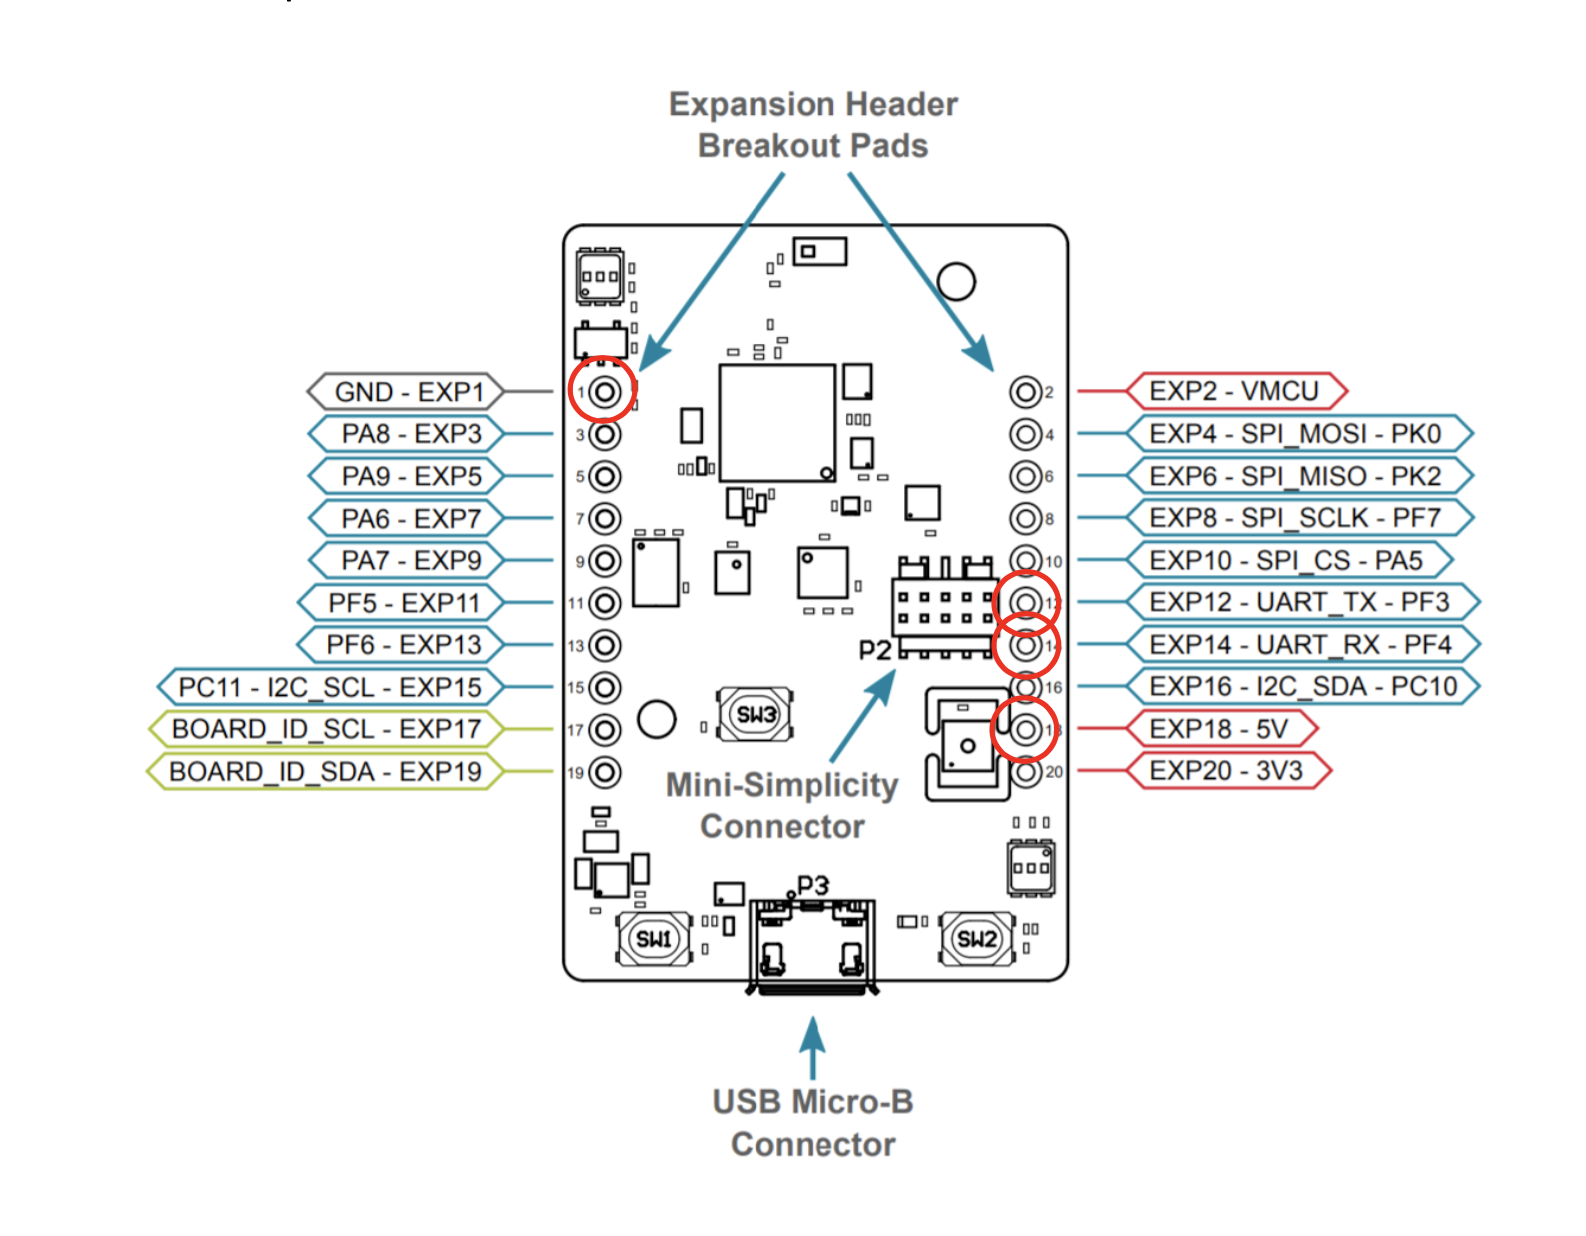 Expansion Header
Breakout Pads
GND - EXP1
1
2
EXP2 - VMCU
PA8 - EXP3
3
4
EXP4 - SPI_MOSI - PK0
PA9 - EXP5
5
6
EXP6 - SPI_MISO - PK2
PA6 - EXP7
7
8
EXP8 - SPI_SCLK - PF7
PA7 - EXP9
9
10
EXP10 - SPI_CS - PA5
PF5 - EXP11
11
12
EXP12 - UART_TX - PF3
PF6 - EXP13
13
14
EXP14 - UART_RX - PF4
P2
PC11 - I2C_SCL - EXP15
15
16
EXP16 - I2C_SDA - PC10
SW3
BOARD_ID_SCL - EXP17
17
18
EXP18 - 5V
BOARD_ID_SDA - EXP19
19
20
EXP20 - 3V3
Mini-Simplicity
Connector
P3
SW1
SW2
USB Micro-B
Connector